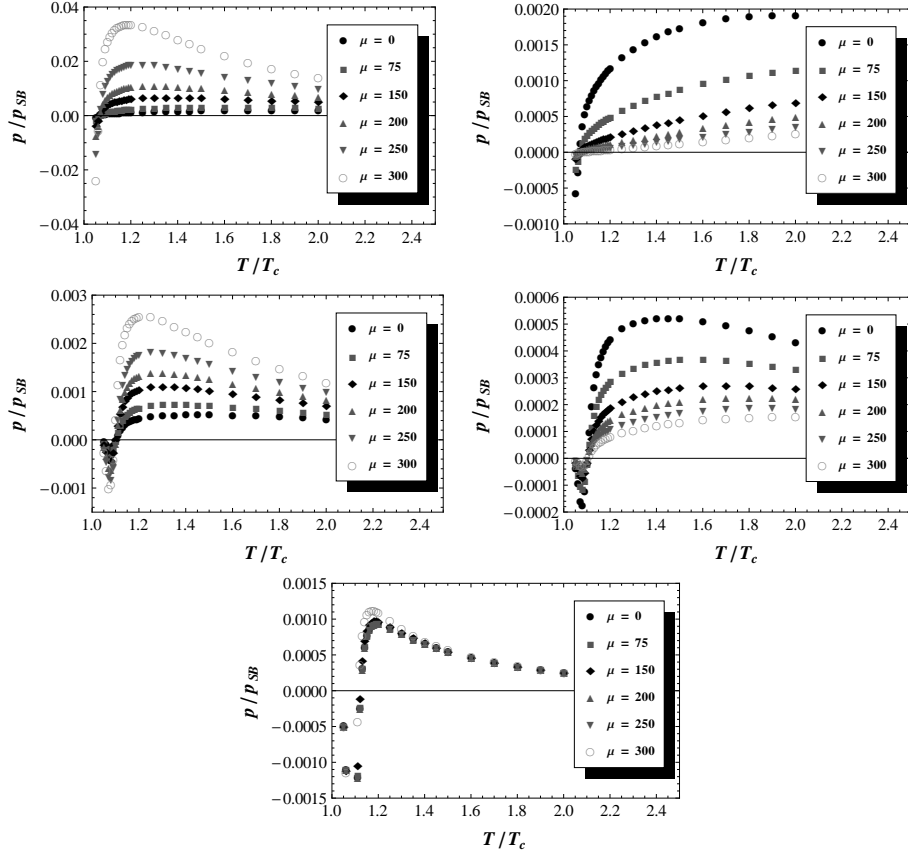 p/p_SB
0.04
0.02
0.00
−0.02
−0.04
1.0 1.2 1.4 1.6 1.8 2.0 2.2 2.4
T/T_c
μ = 0
μ = 75
μ = 150
μ = 200
μ = 250
μ = 300
p/p_SB
0.0020
0.0015
0.0010
0.0005
0.0000
−0.0005
−0.0010
1.0 1.2 1.4 1.6 1.8 2.0 2.2 2.4
T/T_c
μ = 0
μ = 75
μ = 150
μ = 200
μ = 250
μ = 300
p/p_SB
0.003
0.002
0.001
0.000
−0.001
1.0 1.2 1.4 1.6 1.8 2.0 2.2 2.4
T/T_c
μ = 0
μ = 75
μ = 150
μ = 200
μ = 250
μ = 300
p/p_SB
0.0006
0.0005
0.0004
0.0003
0.0002
0.0001
0.0000
−0.0001
−0.0002
1.0 1.2 1.4 1.6 1.8 2.0 2.2 2.4
T/T_c
μ = 0
μ = 75
μ = 150
μ = 200
μ = 250
μ = 300
p/p_SB
0.0015
0.0010
0.0005
0.0000
−0.0005
−0.0010
−0.0015
1.0 1.2 1.4 1.6 1.8 2.0 2.2 2.4
T/T_c
μ = 0
μ = 75
μ = 150
μ = 200
μ = 250
μ = 300